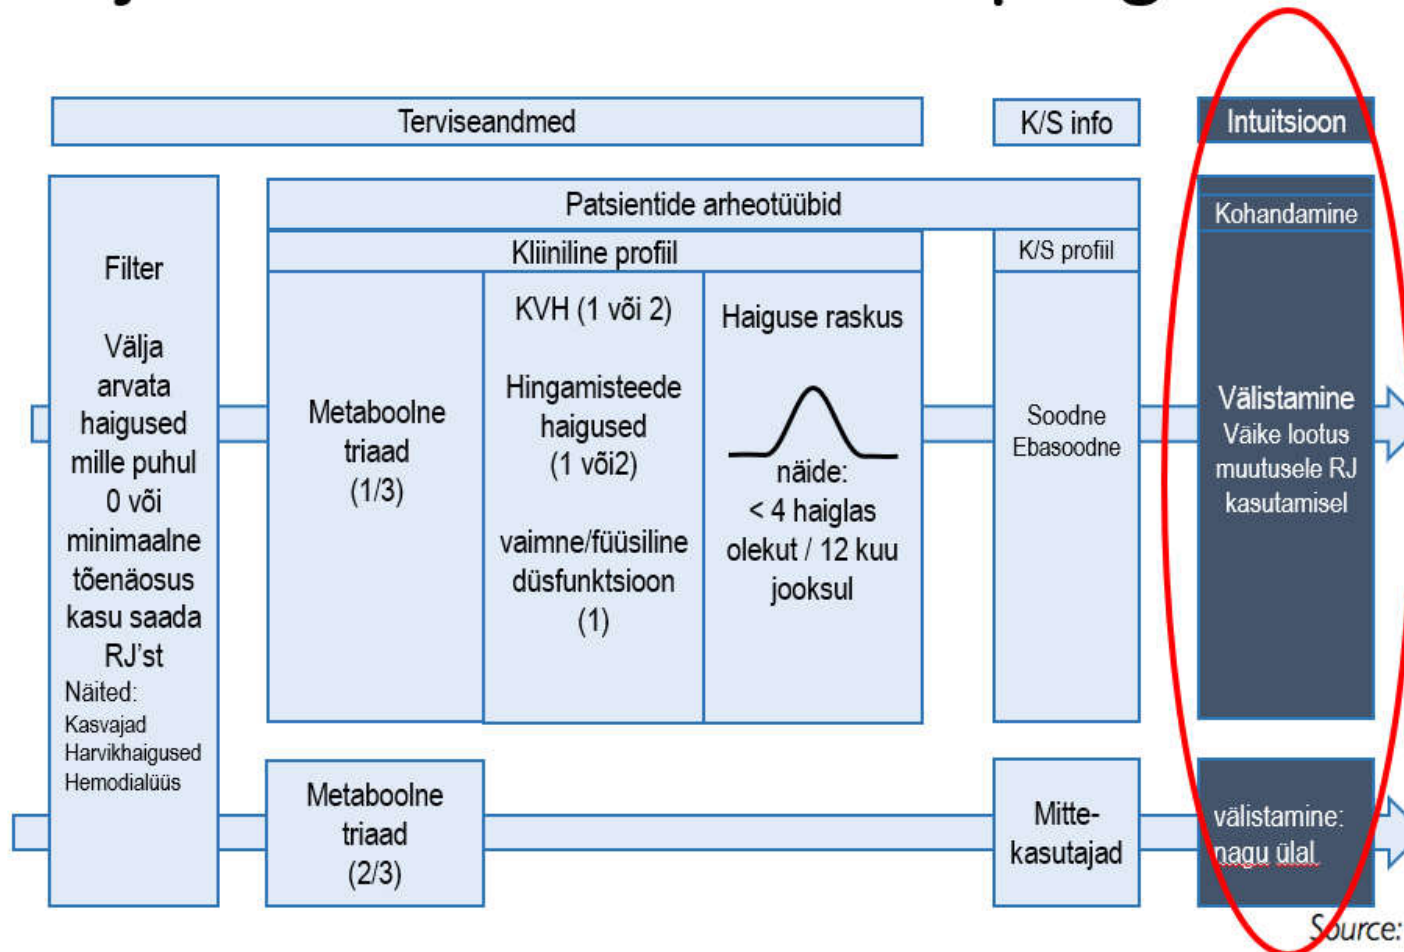 Terviseandmed
K/S info
Intuitsioon
Filter
Välja
arvata
haigused
mille puhul
0 või
minimaalne
tõenäosus
kasu saada
RJ'st
Näited:
Kasvajad
Harvikhaigused
Hemodialüüs
Patsientide arheotüübid
Kliiniline profiil
K/S profiil
Kohandamine
Metaboolne
triaad
(1/3)
KVH (1 või 2)
Hingamisteede
haigused
(1 või2)
vaimne/füüsiline
düsfunktsioon
(1)
Haiguse raskus
näide:
< 4 haiglas
olekut / 12 kuu
jooksul
Soodne
Ebasoodne
Välistamine
Väike lootus
muutusele RJ
kasutamisel
Metaboolne
triaad
(2/3)
Mitte-
kasutajad
välistamine:
nagu ülal
Source: